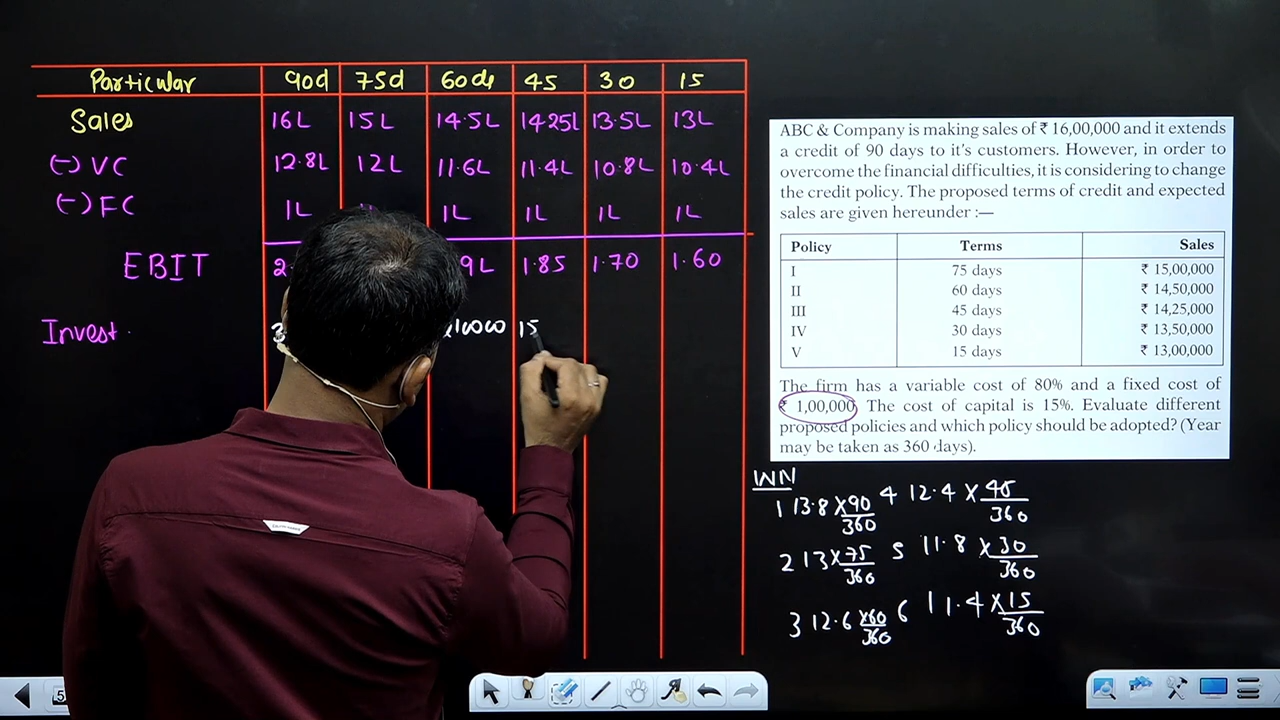 Particular 90d 75d 60ds 45 30 15
Sales 16L 15L 14.5L 1425L 13.5L 13L
(-) VC 12.8L 12L 11.6L 11.4L 10.8L 10.4L
(-) FC 1L 1L 1L 1L 1L
EBIT 2. 9L 1.85 1.70 1.60
Invest. 15
ABC & Company is making sales of ₹ 16,00,000 and it extends
a credit of 90 days to it's customers. However, in order to
overcome the financial difficulties, it is considering to change
the credit policy. The proposed terms of credit and expected
sales are given hereunder :—
Policy Terms Sales
I 75 days ₹ 15,00,000
II 60 days ₹ 14,50,000
III 45 days ₹ 14,25,000
IV 30 days ₹ 13,50,000
V 15 days ₹ 13,00,000
The firm has a variable cost of 80% and a fixed cost of
₹ 1,00,000 The cost of capital is 15%. Evaluate different
proposed policies and which policy should be adopted? (Year
may be taken as 360 days).
WN
1 13.8 × 90/360 4 12.4 × 45/360
2 13 × 75/360 5 11.8 × 30/360
3 12.6 × 60/360 6 11.4 × 15/360